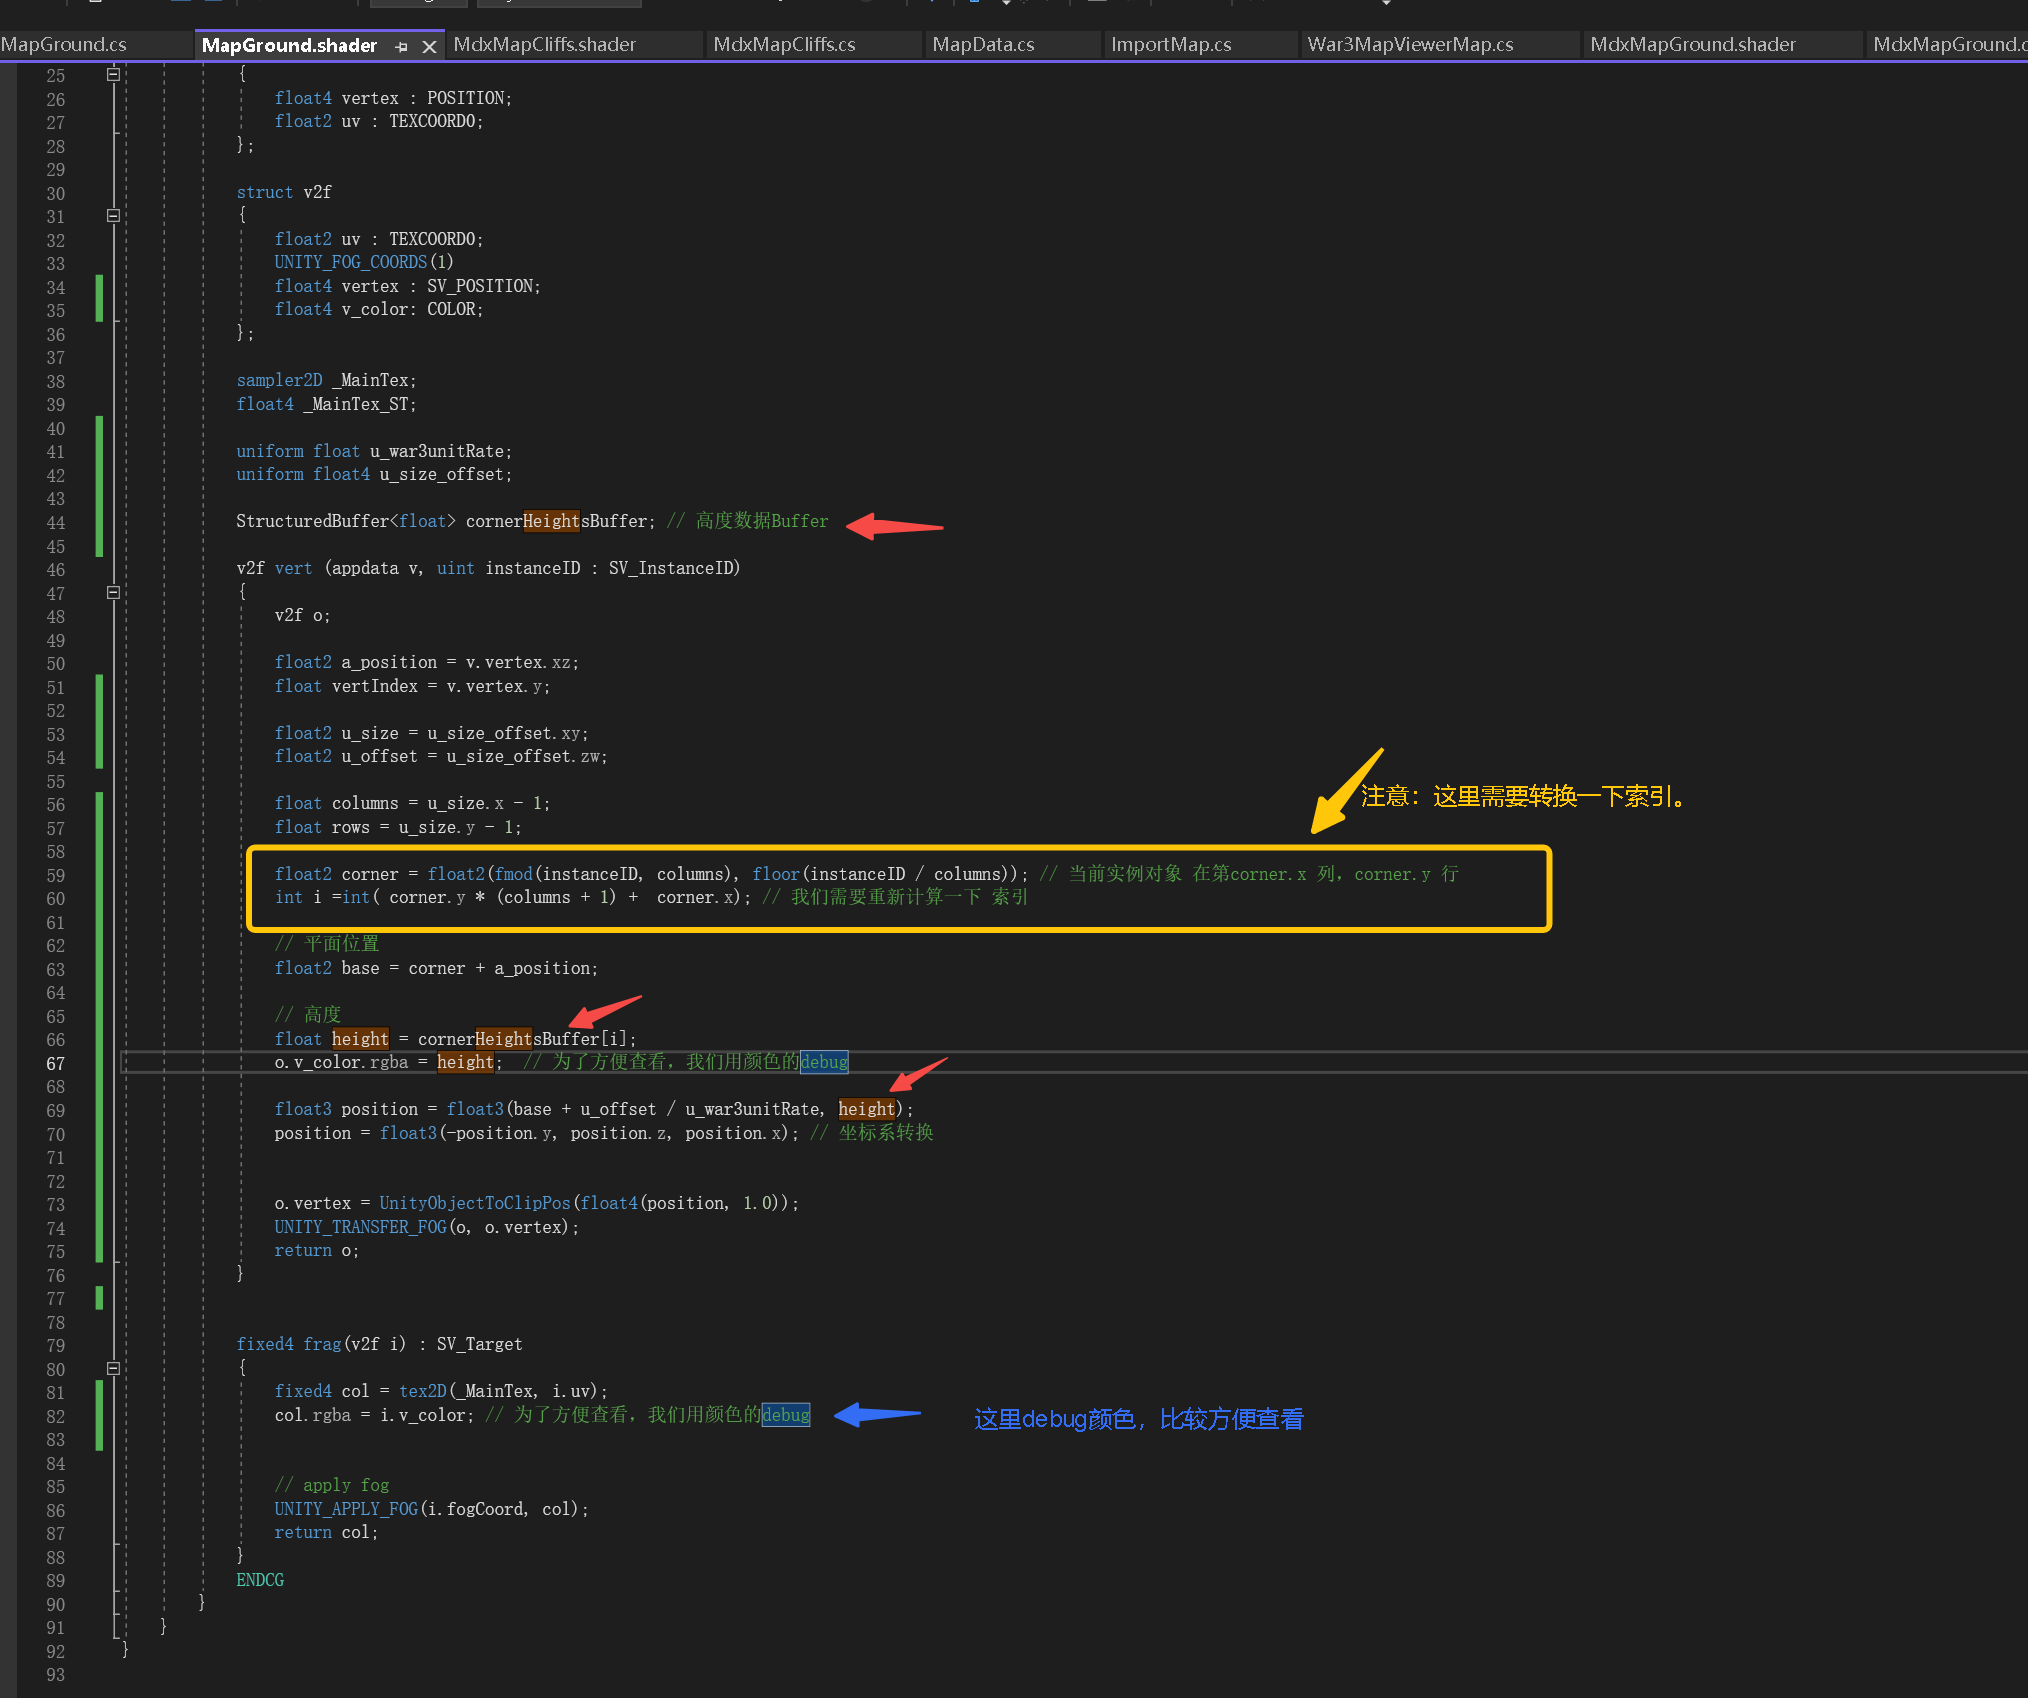 MapGround.cs MapGround.shader MdxMapCliffs.shader MdxMapCliffs.cs MapData.cs ImportMap.cs War3MapViewerMap.cs MdxMapGround.shader MdxMapGround.c
25 {
26 float4 vertex : POSITION;
27 float2 uv : TEXCOORD0;
28 };
29
30 struct v2f
31 {
32 float2 uv : TEXCOORD0;
33 UNITY_FOG_COORDS(1)
34 float4 vertex : SV_POSITION;
35 float4 v_color: COLOR;
36 };
37
38 sampler2D _MainTex;
39 float4 _MainTex_ST;
40
41 uniform float u_war3unitRate;
42 uniform float4 u_size_offset;
43
44 StructuredBuffer<float> cornerHeightsBuffer; // 高度数据Buffer
45
46 v2f vert (appdata v, uint instanceID : SV_InstanceID)
47 {
48 v2f o;
49
50 float2 a_position = v.vertex.xz;
51 float vertIndex = v.vertex.y;
52
53 float2 u_size = u_size_offset.xy;
54 float2 u_offset = u_size_offset.zw;
55
注意：这里需要转换一下索引。
56 float columns = u_size.x - 1;
57 float rows = u_size.y - 1;
58
59 float2 corner = float2(fmod(instanceID, columns), floor(instanceID / columns)); // 当前实例对象 在第corner.x 列，corner.y 行
60 int i =int( corner.y * (columns + 1) + corner.x); // 我们需要重新计算一下 索引
61
62 // 平面位置
63 float2 base = corner + a_position;
64
65 // 高度
66 float height = cornerHeightsBuffer[i];
67 o.v_color.rgba = height; // 为了方便查看，我们用颜色的debug
68
69 float3 position = float3(base + u_offset / u_war3unitRate, height);
70 position = float3(-position.y, position.z, position.x); // 坐标系转换
71
72
73 o.vertex = UnityObjectToClipPos(float4(position, 1.0));
74 UNITY_TRANSFER_FOG(o, o.vertex);
75 return o;
76 }
77
78
79 fixed4 frag(v2f i) : SV_Target
80 {
81 fixed4 col = tex2D(_MainTex, i.uv);
82 col.rgba = i.v_color; // 为了方便查看，我们用颜色的debug 这里debug颜色，比较方便查看
83
84
85 // apply fog
86 UNITY_APPLY_FOG(i.fogCoord, col);
87 return col;
88 }
89 ENDCG
90 }
91 }
92 }
93